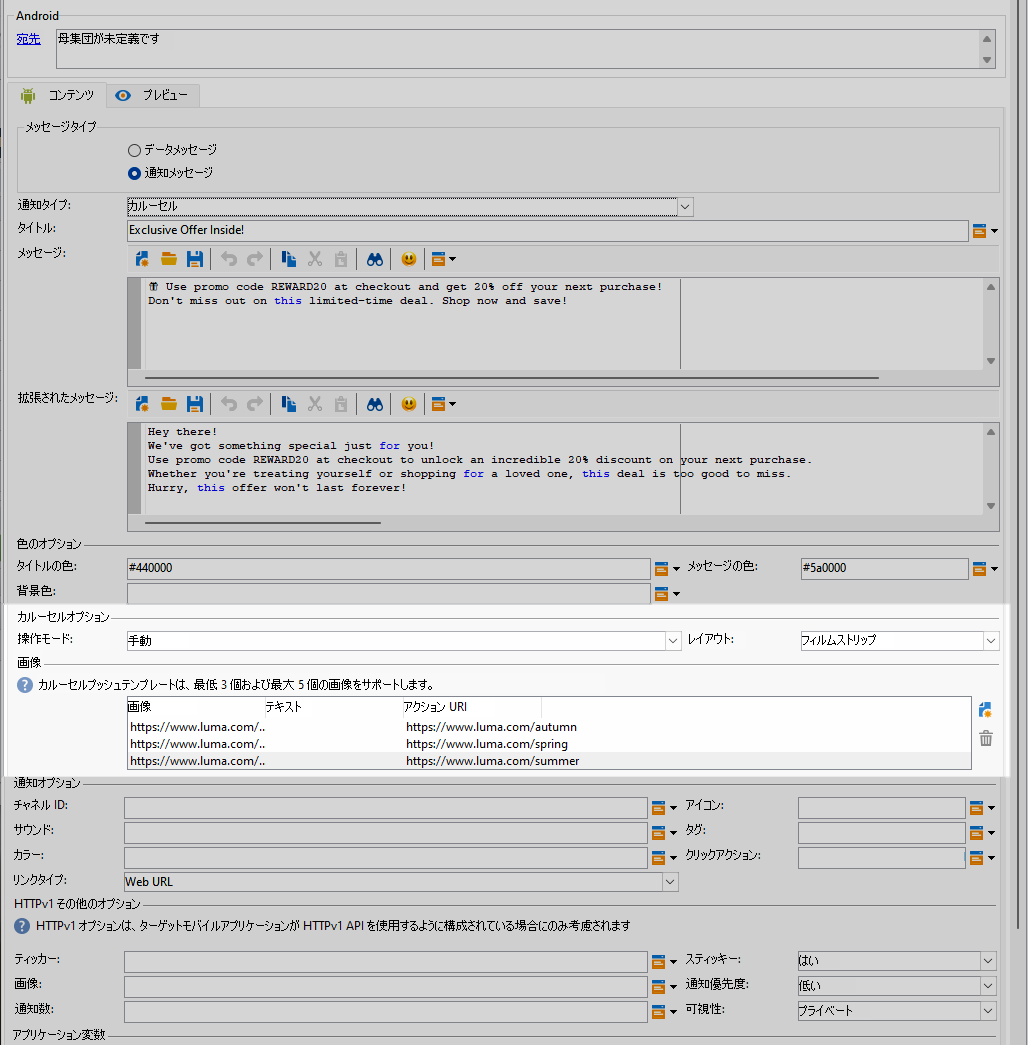 Android
宛先 母集団が未定義です
コンテンツ プレビュー
メッセージタイプ
データメッセージ
通知メッセージ
通知タイプ: カルーセル
タイトル: Exclusive Offer Inside!
メッセージ:
Use promo code REWARD20 at checkout and get 20% off your next purchase!
Don't miss out on this limited-time deal. Shop now and save!
拡張されたメッセージ:
Hey there!
We've got something special just for you!
Use promo code REWARD20 at checkout to unlock an incredible 20% discount on your next purchase.
Whether you're treating yourself or shopping for a loved one, this deal is too good to miss.
Hurry, this offer won't last forever!
色のオプション
タイトルの色: #440000 メッセージの色: #5a0000
背景色:
カルーセルオプション
操作モード: 手動 レイアウト: フィルムストリップ
画像
カルーセルプッシュテンプレートは、最低 3 個および最大 5 個の画像をサポートします。
画像 テキスト アクション URI
https://www.luma.com/.. https://www.luma.com/autumn
https://www.luma.com/.. https://www.luma.com/spring
https://www.luma.com/.. https://www.luma.com/summer
通知オプション
チャネル ID: アイコン:
サウンド: タグ:
カラー: クリックアクション:
リンクタイプ: Web URL
HTTPv1 その他のオプション
HTTPv1 オプションは、ターゲットモバイルアプリケーションが HTTPv1 API を使用するように構成されている場合にのみ考慮されます
ティッカー: スティッキー: はい
画像: 通知優先度: 低い
通知数: 可視性: プライベート
アプリケーション変数